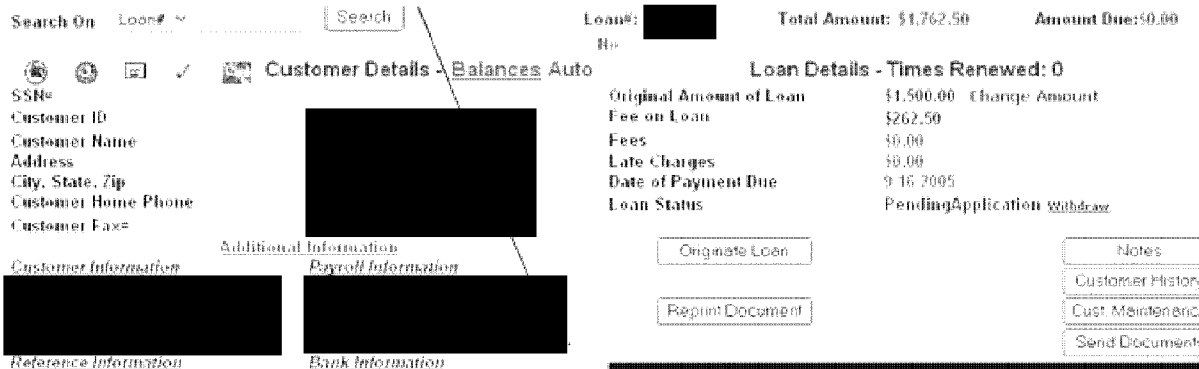 Search On Loan# Search
Loan#: Total Amount: $1,762.50 Amount Due:$0.00
No
Customer Details - Balances Auto
Loan Details - Times Renewed: 0
SSN=
Customer ID
Customer Name
Address
City, State, Zip
Customer Home Phone
Customer Fax=
Original Amount of Loan $1,500.00 Change Amount
Fee on Loan $262.50
Fees $0.00
Late Charges $0.00
Date of Payment Due 9-16-2005
Loan Status PendingApplication Withdraw
Additional Information
Customer Information Payroll Information
Reference Information Bank Information
Originate Loan Notes
Customer History
Reprint Document Cust. Maintenanc
Send Document